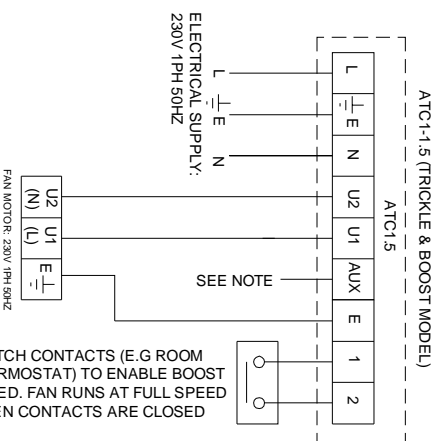 ATC1-1.5 (TRICKLE & BOOST MODEL)
ATC1.5
L
E
N
U2
U1
AUX
E
1
2
L
E
N
ELECTRICAL SUPPLY:
230V 1PH 50HZ
SEE NOTE
U2
(N)
U1
(L)
E
FAN MOTOR: 230V 1PH 50HZ
TCH CONTACTS (E.G ROOM
ERMOSTAT) TO ENABLE BOOST
ED. FAN RUNS AT FULL SPEED
EN CONTACTS ARE CLOSED